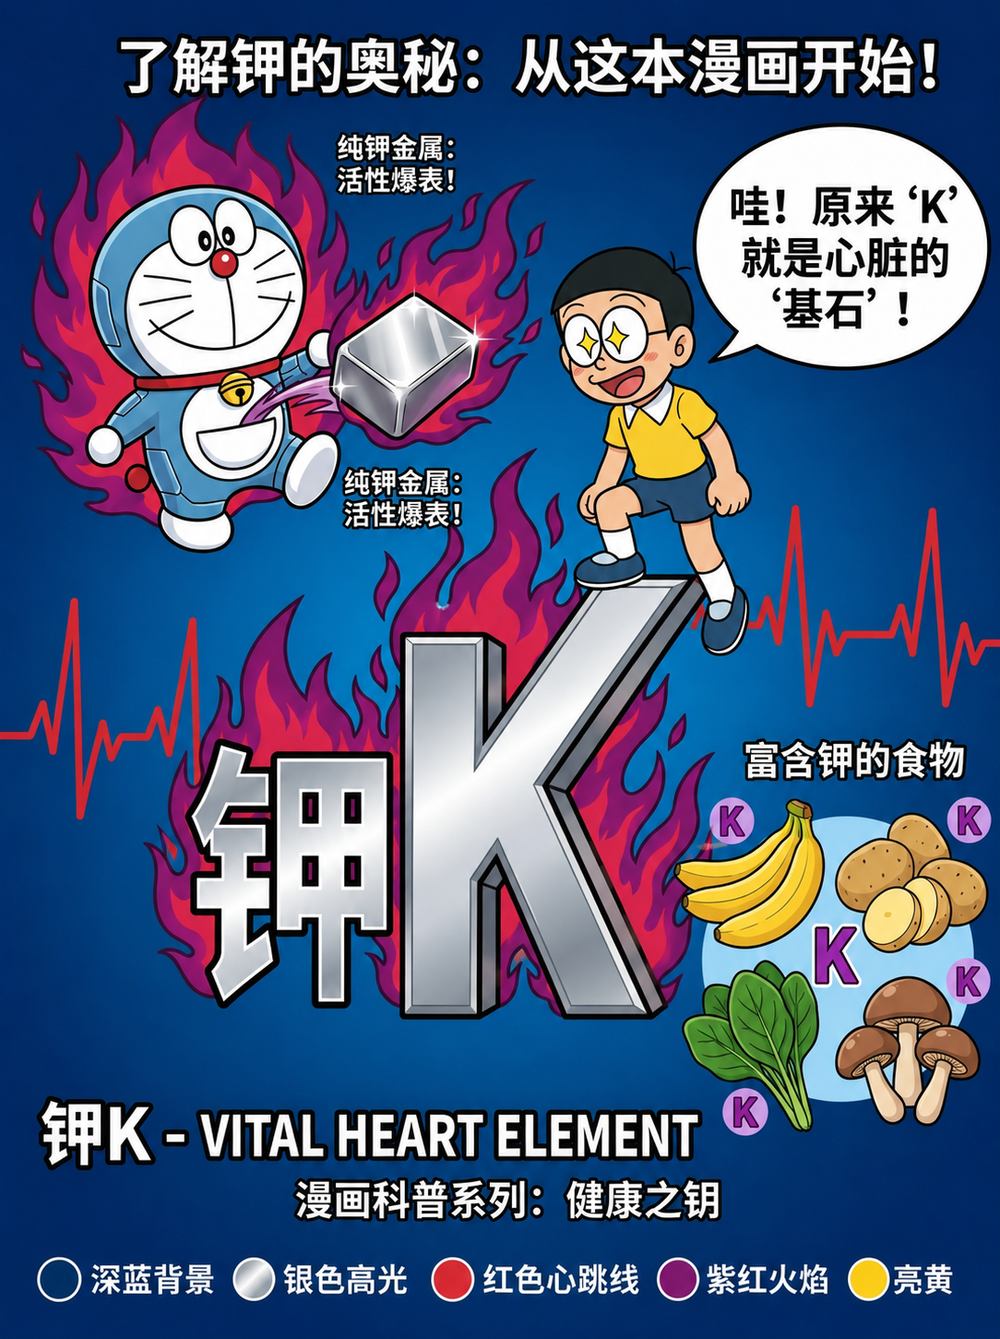 了解钾的奥秘：从这本漫画开始！
纯钾金属：
活性爆表！
哇！原来‘K’
就是心脏的
‘基石’！
纯钾金属：
活性爆表！
钾K
富含钾的食物
K
K
K
K
K
钾K - VITAL HEART ELEMENT
漫画科普系列：健康之钥
深蓝背景 银色高光 红色心跳线 紫红火焰 亮黄